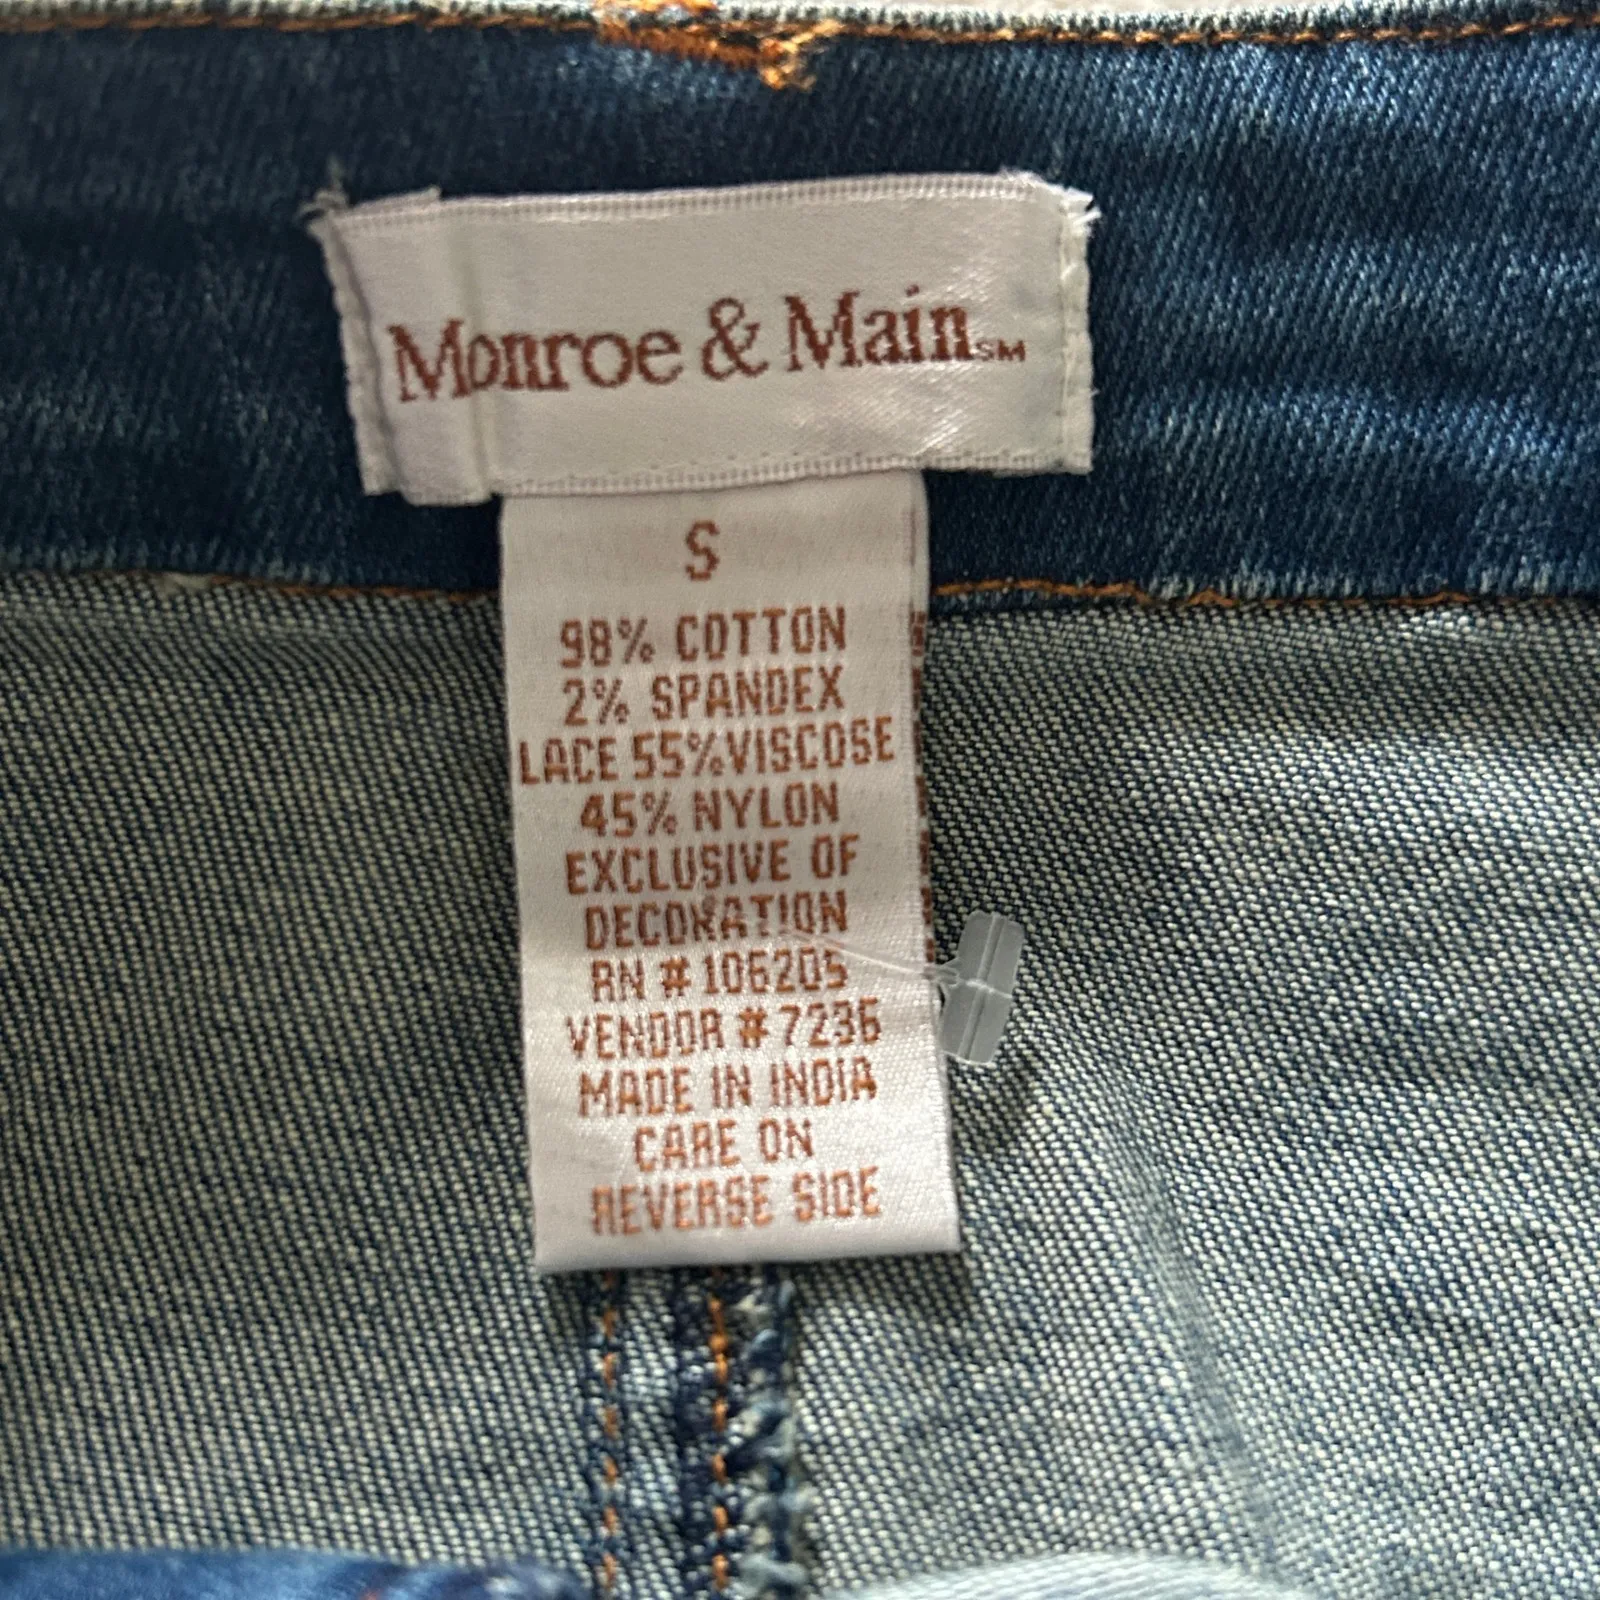 Monroe & Main SM
S
98% COTTON
2% SPANDEX
LACE 55%VISCOSE
45% NYLON
EXCLUSIVE OF
DECORATION
RN # 106205
VENDOR # 7236
MADE IN INDIA
CARE ON
REVERSE SIDE